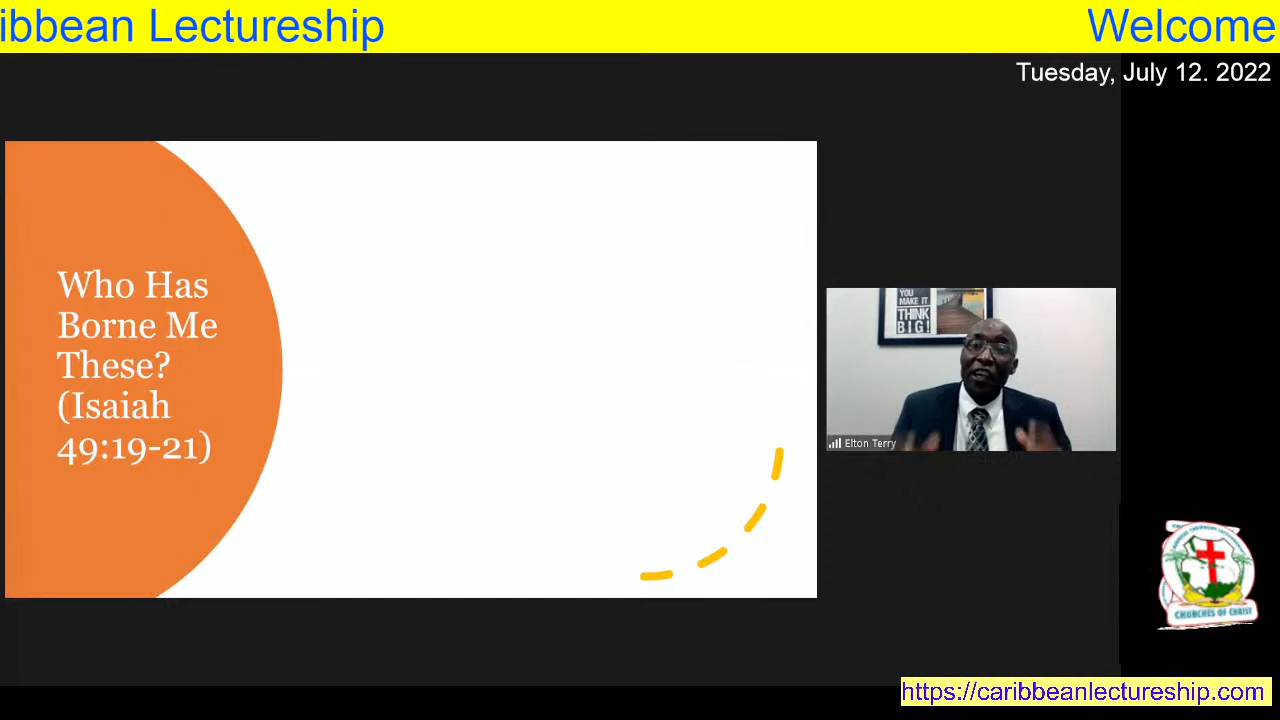 ibbean Lectureship
Welcome
Tuesday, July 12. 2022
Who Has
Borne Me
These?
(Isaiah
49:19-21)
YOU
MAKE IT
THINK
BIG!
Elton Terry
CHURCHES OF CHRIST
https://caribbeanlectureship.com